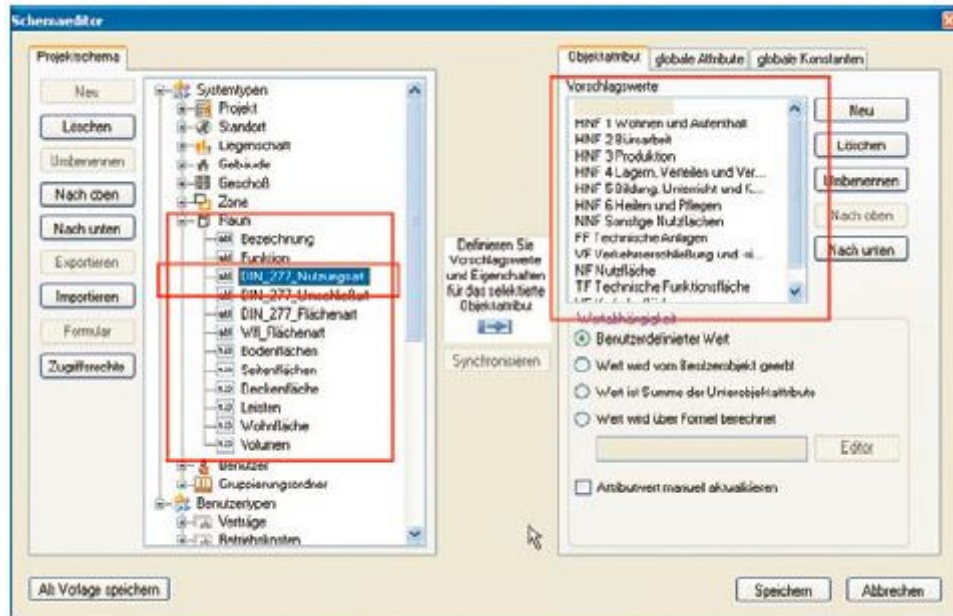 Schemaeditor
Projektschema
Neu
Löschen
Umbenennen
Nach oben
Nach unten
Exportieren
Importieren
Formular
Zugriffsrechte
Systemtypen
Projekt
Standort
Liegenschaft
Gebäude
Geschoß
Zone
Raum
Bezeichnung
Funktion
DIN_277_Nutzungsart
DIN_277_Umschließart
DIN_277_Flächenart
Wfl_Flächenart
Bodenflächen
Seitenflächen
Deckenfläche
Leisten
Wohnfläche
Volumen
Benutzer
Gruppierungsordner
Benutzertypen
Verträge
Betriebskosten
Definieren Sie
Vorschlagswerte
und Eigenschaften
für das selektierte
Objektattribut
Synchronisieren
Objektattribut globale Attribute globale Konstanten
Vorschlagswerte
HNF 1 Wohnen und Aufenthalt
HNF 2 Büroarbeit
HNF 3 Produktion
HNF 4 Lagern, Verteilen und Ver...
HNF 5 Bildung, Unterricht und K...
HNF 6 Heilen und Pflegen
NNF Sonstige Nutzflächen
FF Technische Anlagen
VF Verkehrserschließung und -si...
NF Nutzfläche
TF Technische Funktionsfläche
Neu
Löschen
Umbenennen
Nach oben
Nach unten
Wertabhängigkeit
Benutzerdefinierter Wert
Wert wird vom Besitzerobjekt geerbt
Wert ist Summe der Unterobjektattribute
Wert wird über Formel berechnet
Editor
Attributwert manuell aktualisieren
Als Vorlage speichern
Speichern
Abbrechen